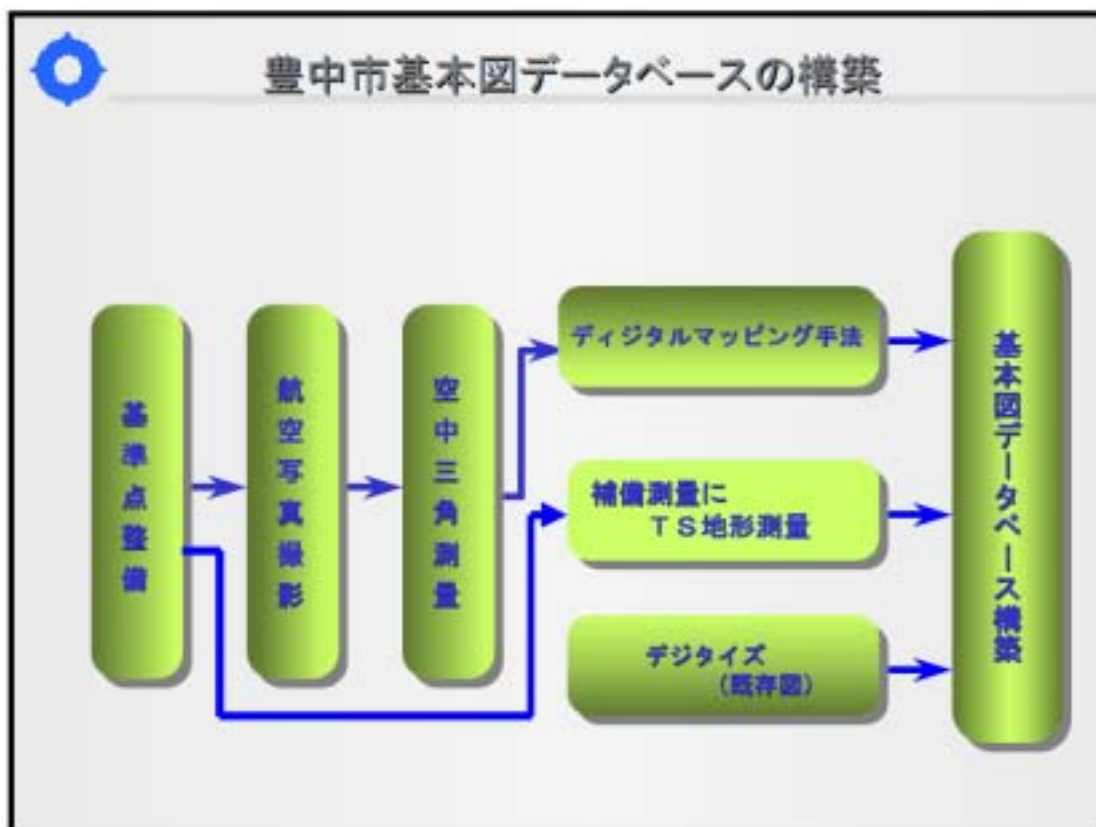 豊中市基本図データベースの構築
基準点整備
航空写真撮影
空中三角測量
ディジタルマッピング手法
補備測量に
TS地形測量
デジタイズ
(既存図)
基本図データベース構築